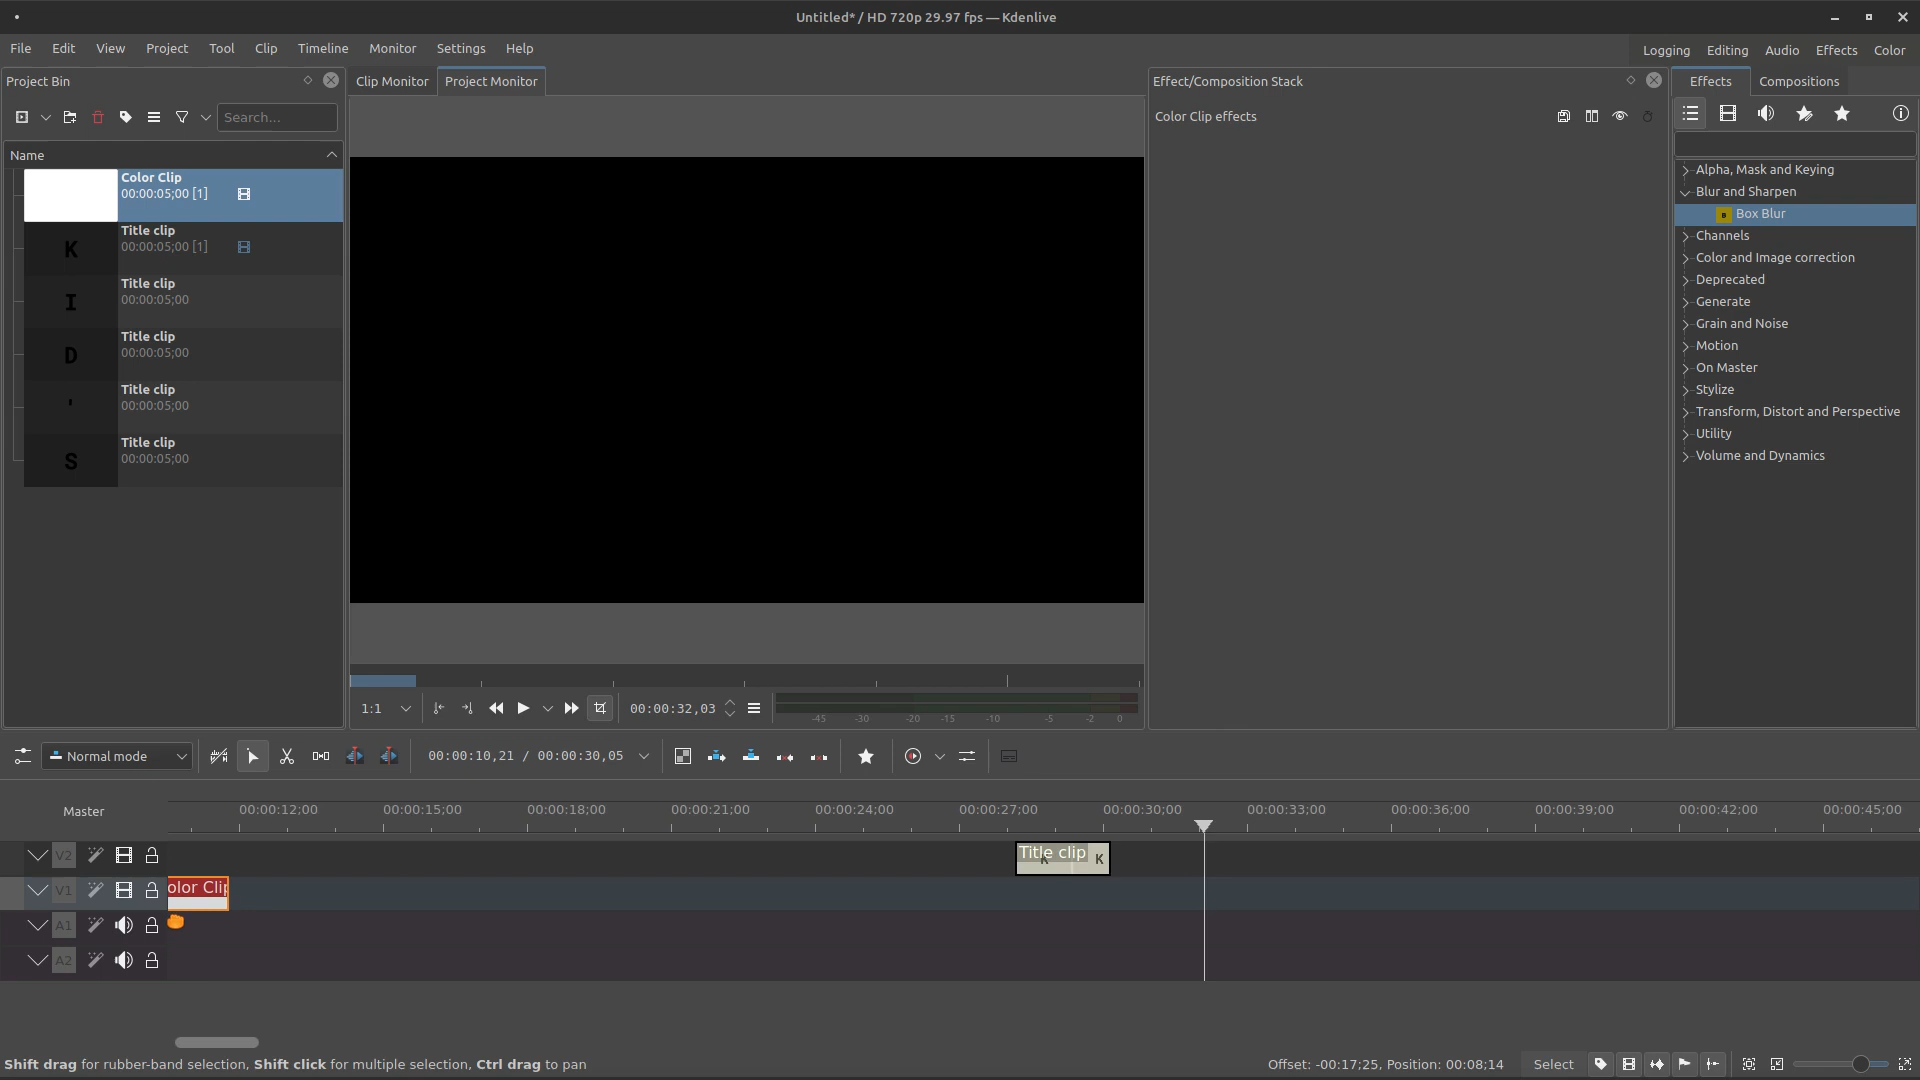 Untitled* / HD 720p 29.97 fps — Kdenlive
File Edit View Project Tool Clip Timeline Monitor Settings Help
Logging Editing Audio Effects Color
Project Bin
Search...
Name
Color Clip
00:00:05;00 [1]
K
Title clip
00:00:05;00 [1]
I
Title clip
00:00:05;00
D
Title clip
00:00:05;00
'
Title clip
00:00:05;00
S
Title clip
00:00:05;00
Clip Monitor Project Monitor
1:1
00:00:32,03
-45 -30 -20 -15 -10 -5 -2 0
Effect/Composition Stack
Color Clip effects
Effects Compositions
Alpha, Mask and Keying
Blur and Sharpen
B Box Blur
Channels
Color and Image correction
Deprecated
Generate
Grain and Noise
Motion
On Master
Stylize
Transform, Distort and Perspective
Utility
Volume and Dynamics
Normal mode
00:00:10,21 / 00:00:30,05
Master
00:00:12;00 00:00:15;00 00:00:18;00 00:00:21;00 00:00:24;00 00:00:27;00 00:00:30;00 00:00:33;00 00:00:36;00 00:00:39;00 00:00:42;00 00:00:45;00
V2
Title clip
K K
V1
olor Clip
A1
A2
Shift drag for rubber-band selection, Shift click for multiple selection, Ctrl drag to pan
Offset: -00:17;25, Position: 00:08;14
Select